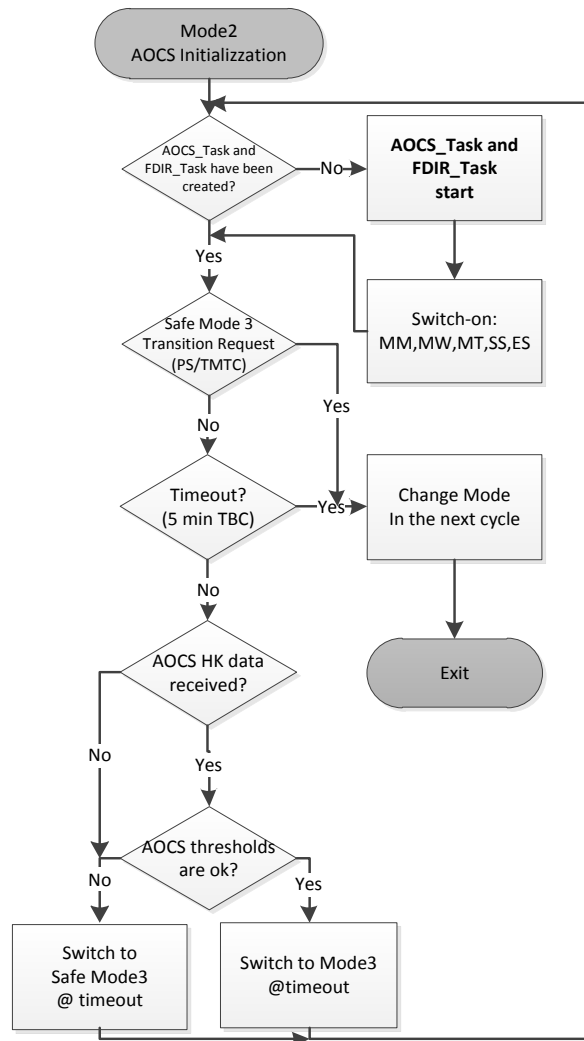 Mode2
AOCS Initializzation
AOCS_Task and
FDIR_Task have been
created?
No
AOCS_Task and
FDIR_Task
start
Yes
Switch-on:
MM,MW,MT,SS,ES
Safe Mode 3
Transition Request
(PS/TMTC)
Yes
No
Timeout?
(5 min TBC)
Yes
Change Mode
In the next cycle
No
AOCS HK data
received?
Exit
No
Yes
AOCS thresholds
are ok?
No
Yes
Switch to
Safe Mode3
@ timeout
Switch to Mode3
@timeout